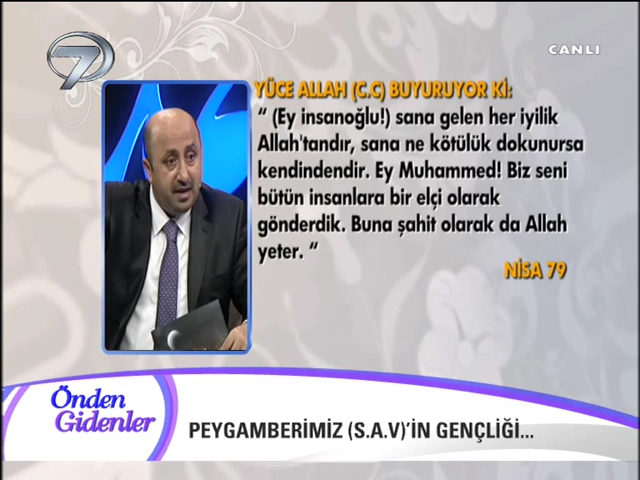 7
CANLI
YÜCE ALLAH (C.C) BUYURUYOR Kİ:
“ (Ey insanoğlu!) sana gelen her iyilik
Allah'tandır, sana ne kötülük dokunursa
kendindendir. Ey Muhammed! Biz seni
bütün insanlara bir elçi olarak
gönderdik. Buna şahit olarak da Allah
yeter. “
NİSA 79
Önden
Gidenler
PEYGAMBERİMİZ (S.A.V)’İN GENÇLİĞİ...